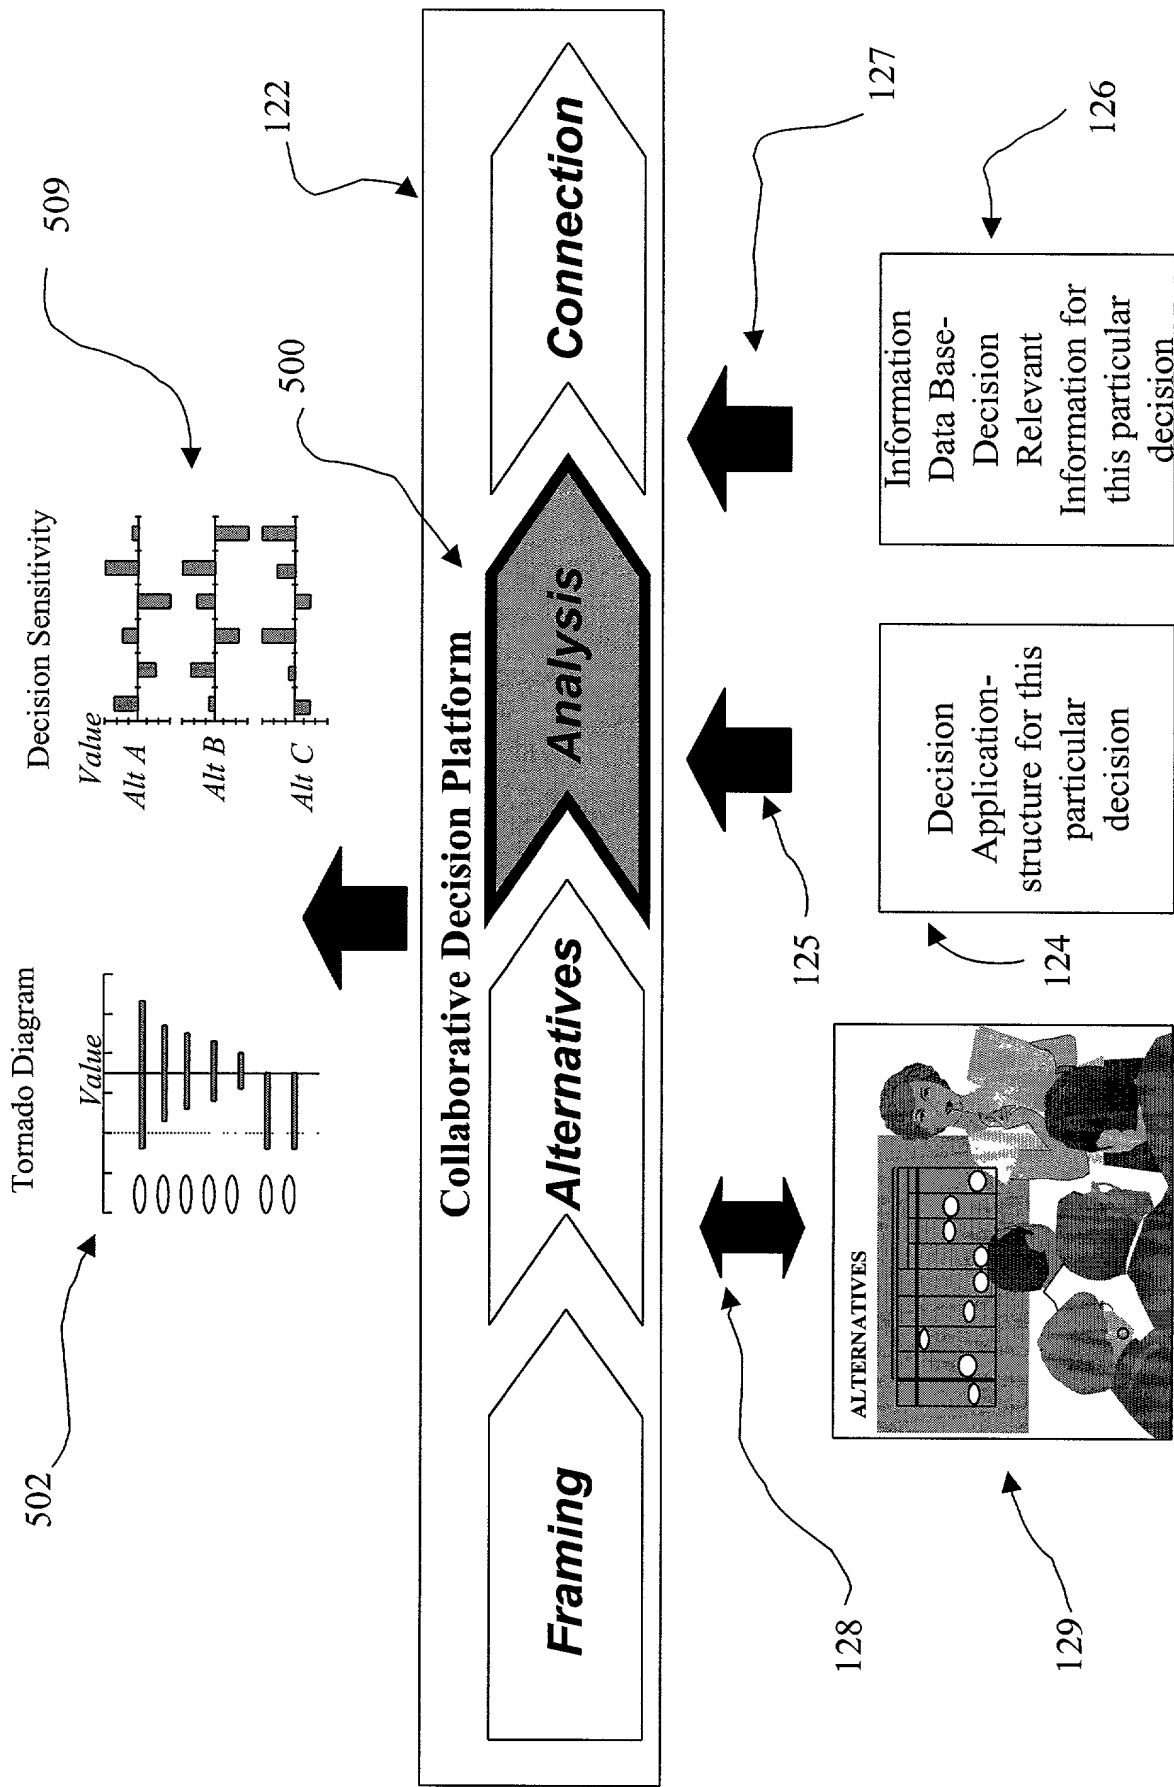 502
Tornado Diagram
Value
Decision Sensitivity
Value
Alt A
Alt B
Alt C
509
500
122
Collaborative Decision Platform
Framing
Alternatives
Analysis
Connection
128
125
127
129
ALTERNATIVES
124
Decision
Application-
structure for this
particular
decision
126
Information
Data Base-
Decision
Relevant
Information for
this particular
decision